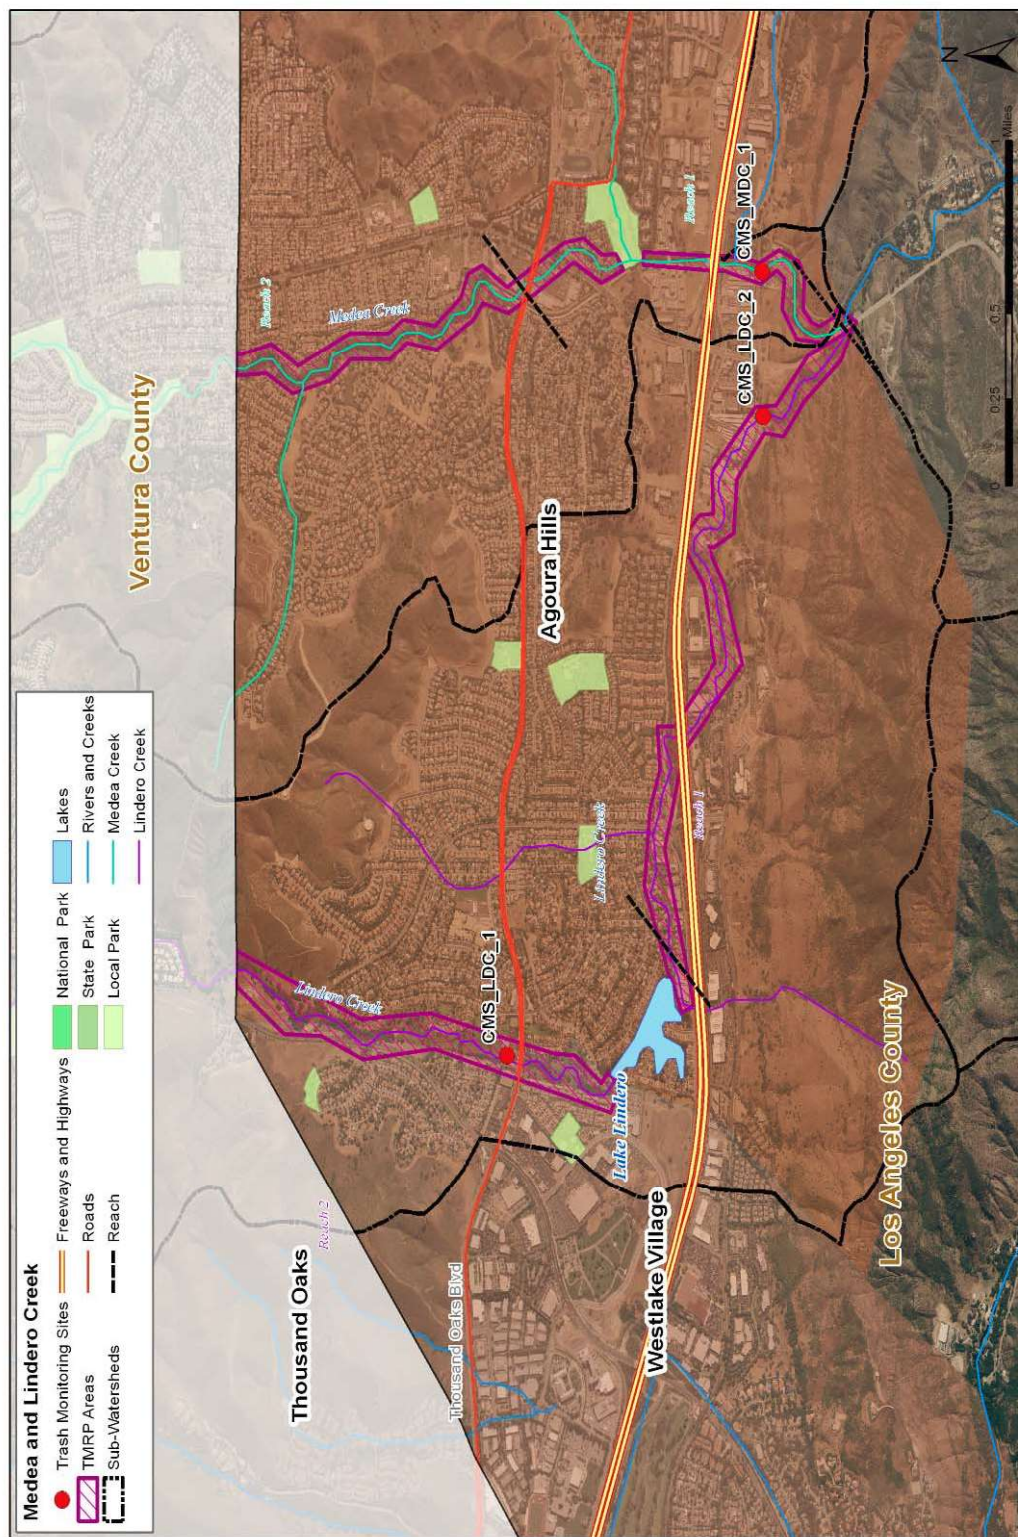 Medea and Lindero Creek
Trash Monitoring Sites
TMRP Areas
Sub-Watersheds
Freeways and Highways
Roads
Reach
National Park
State Park
Local Park
Lakes
Rivers and Creeks
Medea Creek
Lindero Creek
Ventura County
Thousand Oaks
Reach 2
Reach 2
Lindero Creek
Medea Creek
Thousand Oaks Blvd
CMS_LDC_1
Agoura Hills
Lindero Creek
Lake Lindero
Westlake Village
Reach 1
Reach 1
CMS_LDC_2
CMS_MDC_1
Los Angeles County
N
0 0.25 0.5 1
Miles